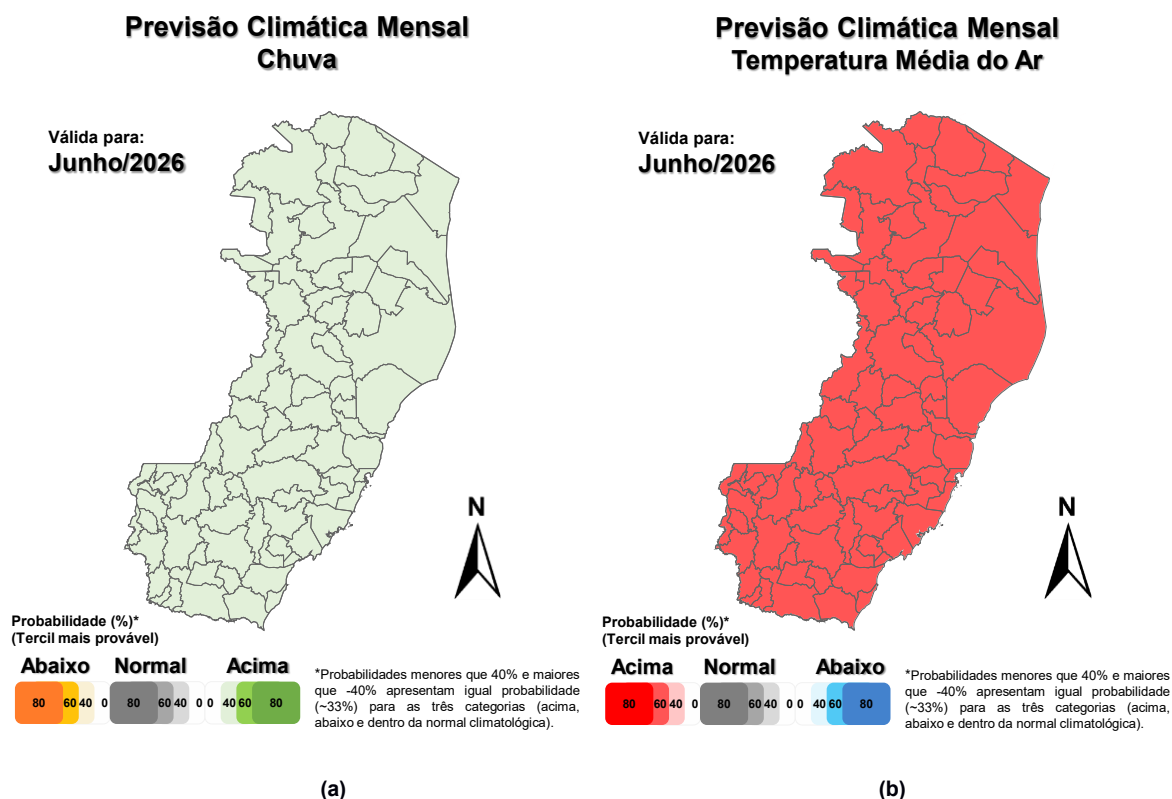 Previsão Climática Mensal
Chuva
Válida para:
Junho/2026
N
Probabilidade (%)*
(Tercil mais provável)
Abaixo Normal Acima
80 60 40 0 80 60 40 0 0 40 60 80
*Probabilidades menores que 40% e maiores
que -40% apresentam igual probabilidade
(~33%) para as três categorias (acima,
abaixo e dentro da normal climatológica).
(a)
Previsão Climática Mensal
Temperatura Média do Ar
Válida para:
Junho/2026
N
Probabilidade (%)*
(Tercil mais provável)
Acima Normal Abaixo
80 60 40 0 80 60 40 0 0 40 60 80
*Probabilidades menores que 40% e maiores
que -40% apresentam igual probabilidade
(~33%) para as três categorias (acima,
abaixo e dentro da normal climatológica).
(b)